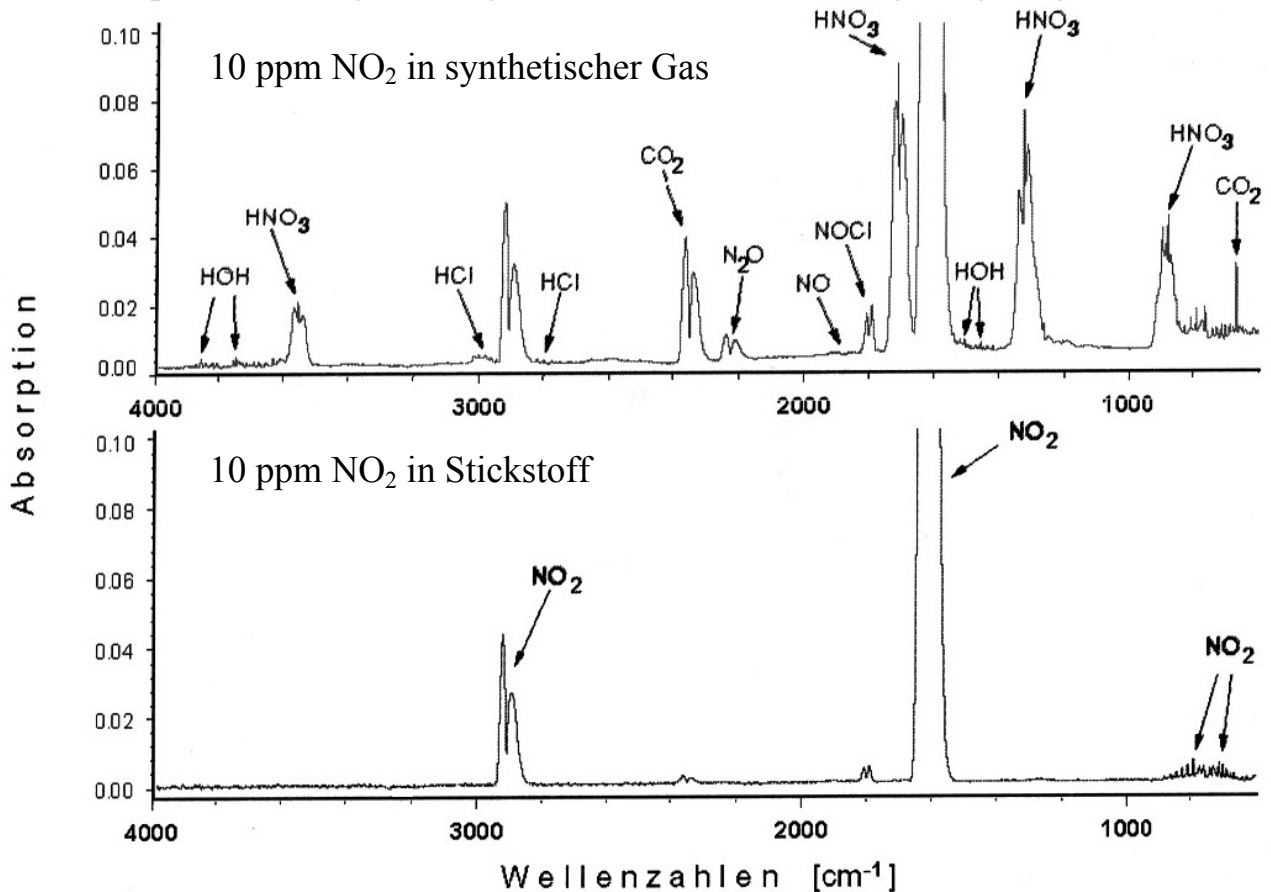 HNO₃ HNO₃
0.10
10 ppm NO₂ in synthetischer Gas
0.08
HNO₃
0.06
CO₂
CO₂
HNO₃
0.04
NOCl
HOH
HCl
HCl
N₂O
NO
HOH
0.02
0.00
4000 3000 2000 1000
Absorption
0.10
NO₂
10 ppm NO₂ in Stickstoff
0.08
0.06
NO₂
0.04
NO₂
0.02
0.00
4000 3000 2000 1000
Wellenzahlen [cm⁻¹]